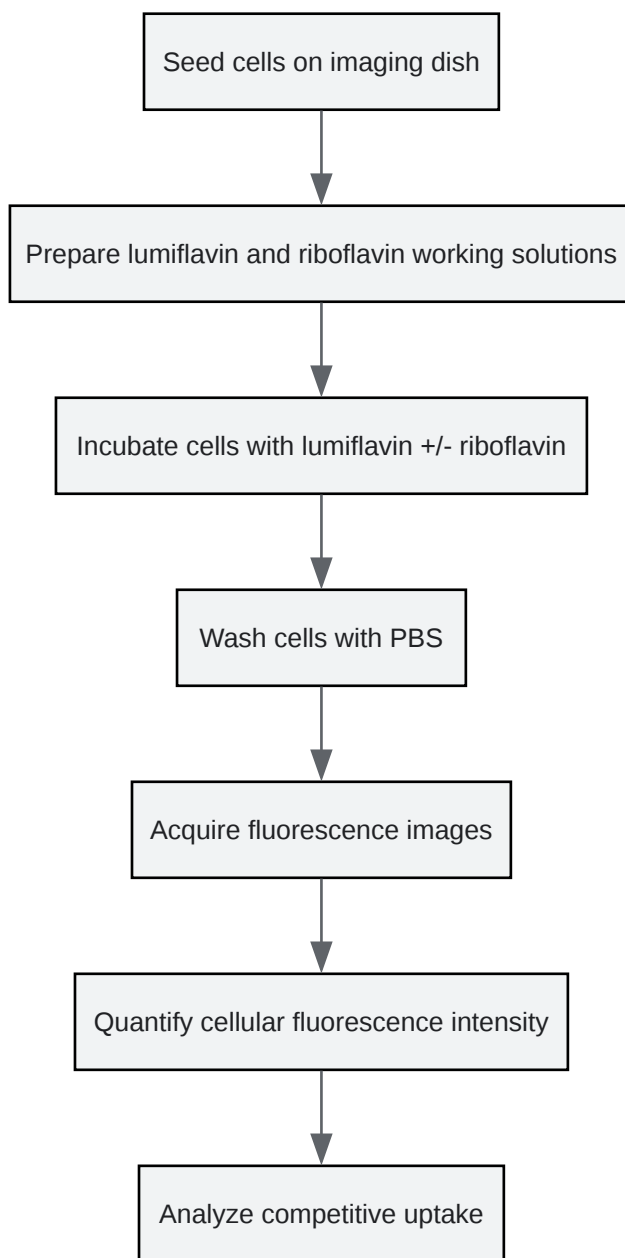 Seed cells on imaging dish
Prepare lumiflavin and riboflavin working solutions
Incubate cells with lumiflavin +/- riboflavin
Wash cells with PBS
Acquire fluorescence images
Quantify cellular fluorescence intensity
Analyze competitive uptake